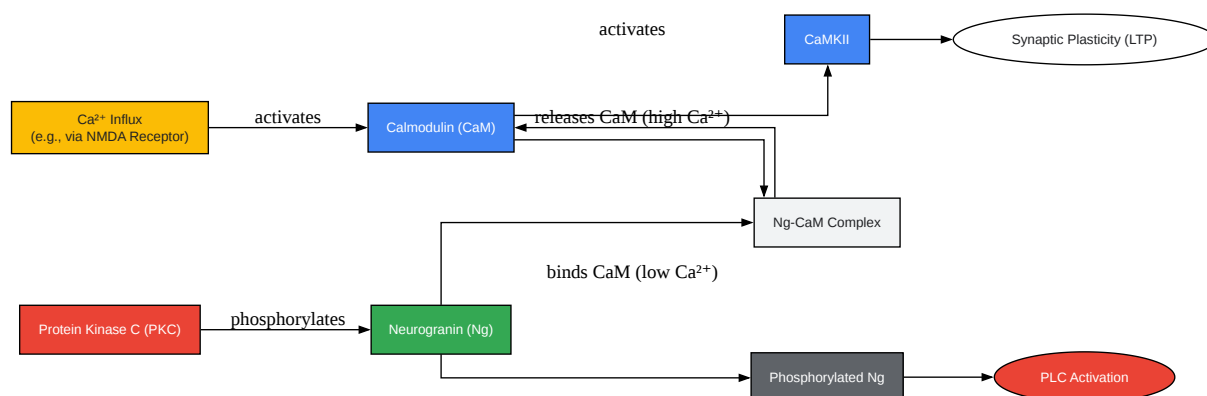 activates
CaMKII
Synaptic Plasticity (LTP)
Ca²⁺ Influx
(e.g., via NMDA Receptor)
activates
Calmodulin (CaM)
releases CaM (high Ca²⁺)
Ng-CaM Complex
binds CaM (low Ca²⁺)
Protein Kinase C (PKC)
phosphorylates
Neurogranin (Ng)
Phosphorylated Ng
PLC Activation